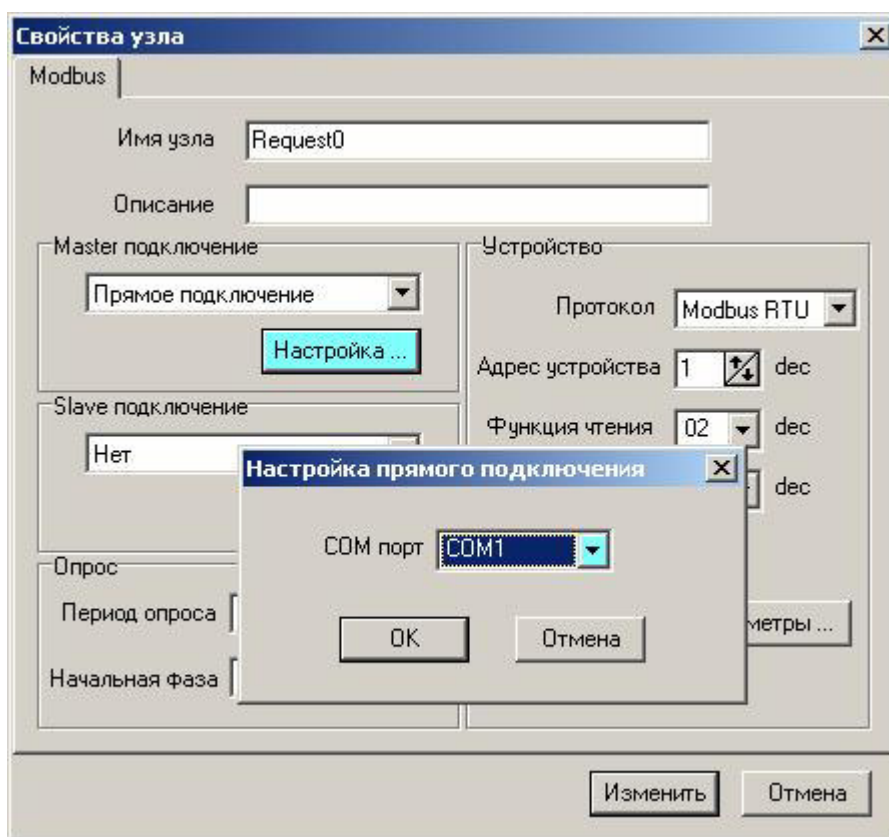 Свойства узла
Modbus
Имя узла Request0
Описание
Master подключение
Прямое подключение
Настройка ...
Slave подключение
Нет
Опрос
Период опроса
Начальная фаза
Устройство
Протокол Modbus RTU
Адрес устройства 1 dec
Функция чтения 02 dec
dec
метры ...
Настройка прямого подключения
COM порт COM1
OK Отмена
Изменить Отмена